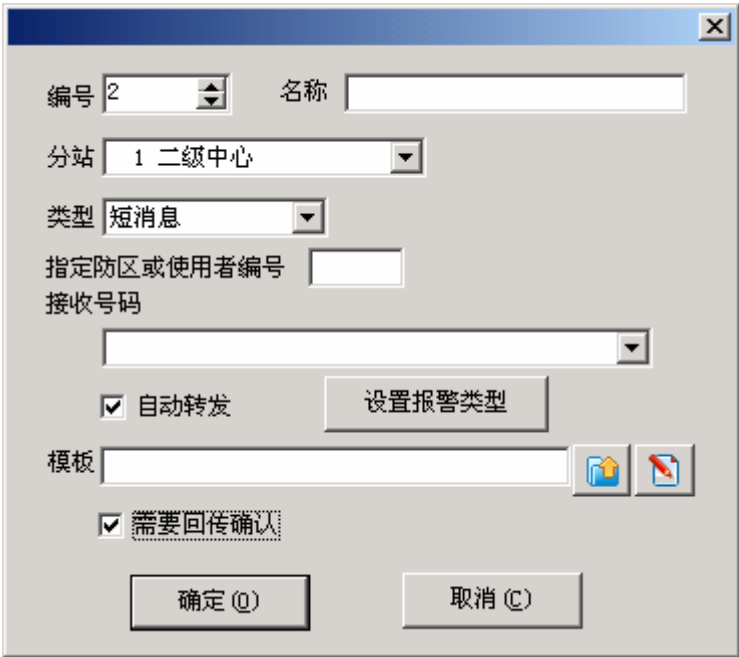 编号 2 名称
分站 1 二级中心
类型 短消息
指定防区或使用者编号
接收号码
自动转发 设置报警类型
模板
需要回传确认
确定(O) 取消(C)